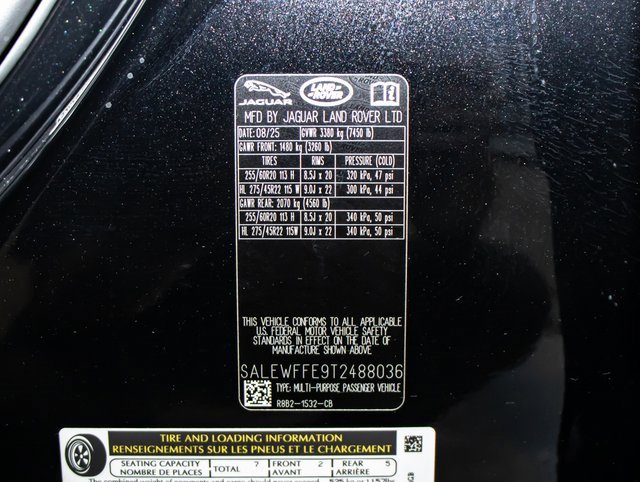 JAGUAR
LAND ROVER
MFD BY JAGUAR LAND ROVER LTD
DATE: 08/25 GVWR 3380 kg (7450 lb)
GAWR FRONT: 1480 kg (3260 lb)
TIRES RIMS PRESSURE (COLD)
255/60R20 113 H 8.5J x 20 320 kPa, 47 psi
HL 275/45R22 115 W 9.0J x 22 300 kPa, 44 psi
GAWR REAR: 2070 kg (4560 lb)
255/60R20 113 H 8.5J x 20 340 kPa, 50 psi
HL 275/45R22 115W 9.0J x 22 340 kPa, 50 psi
THIS VEHICLE CONFORMS TO ALL APPLICABLE
U.S. FEDERAL MOTOR VEHICLE SAFETY
STANDARDS IN EFFECT ON THE DATE OF
MANUFACTURE SHOWN ABOVE.
SALEWFFE9T2488036
TYPE: MULTI-PURPOSE PASSENGER VEHICLE
R8B2-1532-CB
TIRE AND LOADING INFORMATION
RENSEIGNEMENTS SUR LES PNEUS ET LE CHARGEMENT
SEATING CAPACITY TOTAL 7 FRONT 2 REAR 5
NOMBRE DE PLACES AVANT ARRIÈRE